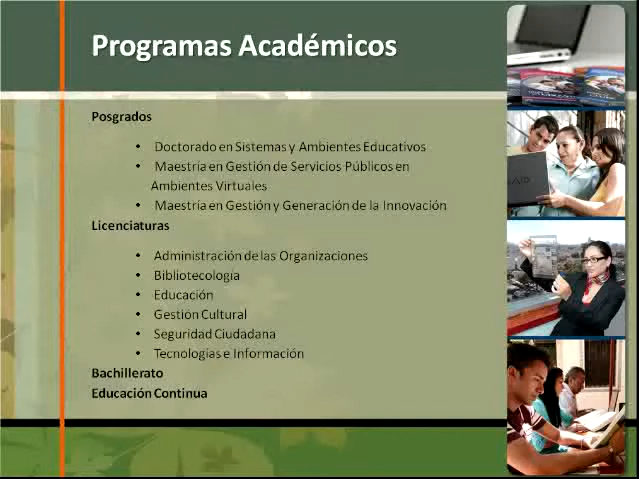 Programas Académicos
Posgrados
• Doctorado en Sistemas y Ambientes Educativos
• Maestría en Gestión de Servicios Públicos en
Ambientes Virtuales
• Maestría en Gestión y Generación de la Innovación
Licenciaturas
• Administración de las Organizaciones
• Bibliotecología
• Educación
• Gestión Cultural
• Seguridad Ciudadana
• Tecnologías e Información
Bachillerato
Educación Continua